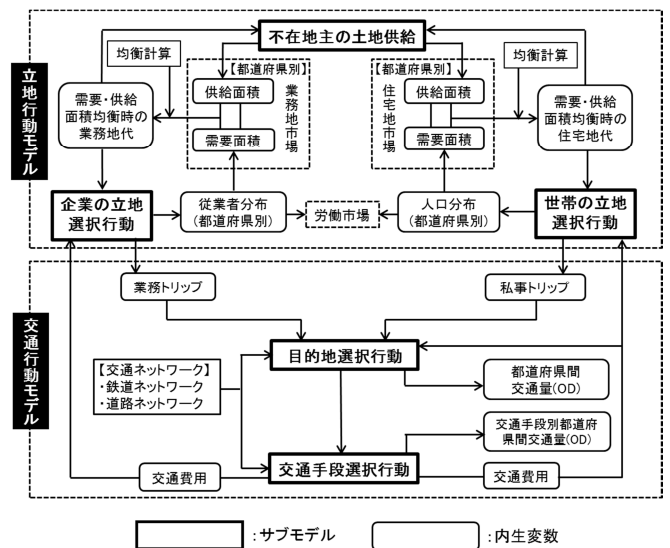 不在地主の土地供給
均衡計算
均衡計算
【都道府県別】
【都道府県別】
供給面積
需要面積
業務地市場
住宅地市場
供給面積
需要面積
需要・供給
面積均衡時の
業務地代
需要・供給
面積均衡時の
住宅地代
立地行動モデル
企業の立地
選択行動
従業者分布
(都道府県別)
労働市場
人口分布
(都道府県別)
世帯の立地
選択行動
業務トリップ
私事トリップ
交通行動モデル
目的地選択行動
【交通ネットワーク】
・鉄道ネットワーク
・道路ネットワーク
都道府県間
交通量(OD)
交通手段別都道府
県間交通量(OD)
交通費用
交通手段選択行動
交通費用
:サブモデル
:内生変数